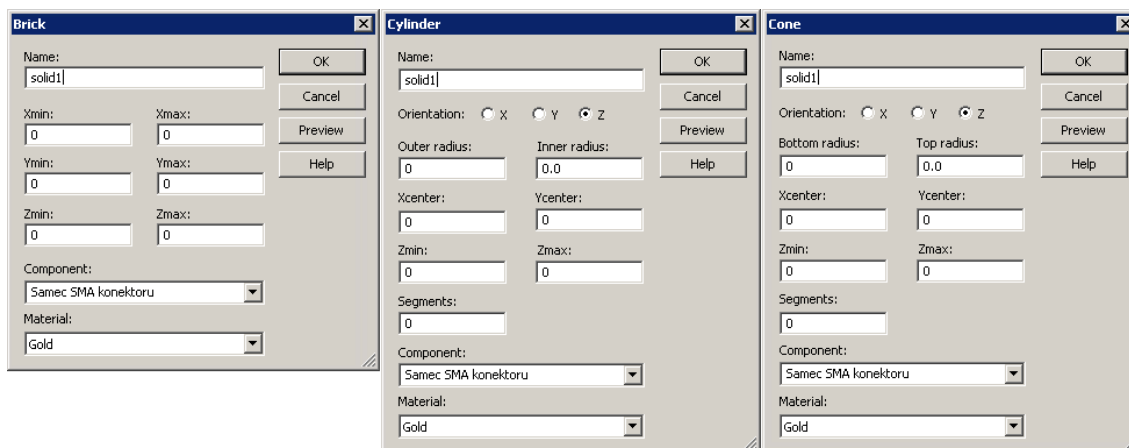 Brick
Name:
solid1
OK
Cancel
Xmin:
Xmax:
0
0
Preview
Ymin:
Ymax:
Help
0
0
Zmin:
Zmax:
0
0
Component:
Samec SMA konektoru
Material:
Gold
Cylinder
Name:
solid1
OK
Cancel
Orientation: X Y Z
Preview
Outer radius:
Inner radius:
0
0.0
Help
Xcenter:
Ycenter:
0
0
Zmin:
Zmax:
0
0
Segments:
0
Component:
Samec SMA konektoru
Material:
Gold
Cone
Name:
solid1
OK
Cancel
Orientation: X Y Z
Preview
Bottom radius:
Top radius:
0
0.0
Help
Xcenter:
Ycenter:
0
0
Zmin:
Zmax:
0
0
Segments:
0
Component:
Samec SMA konektoru
Material:
Gold